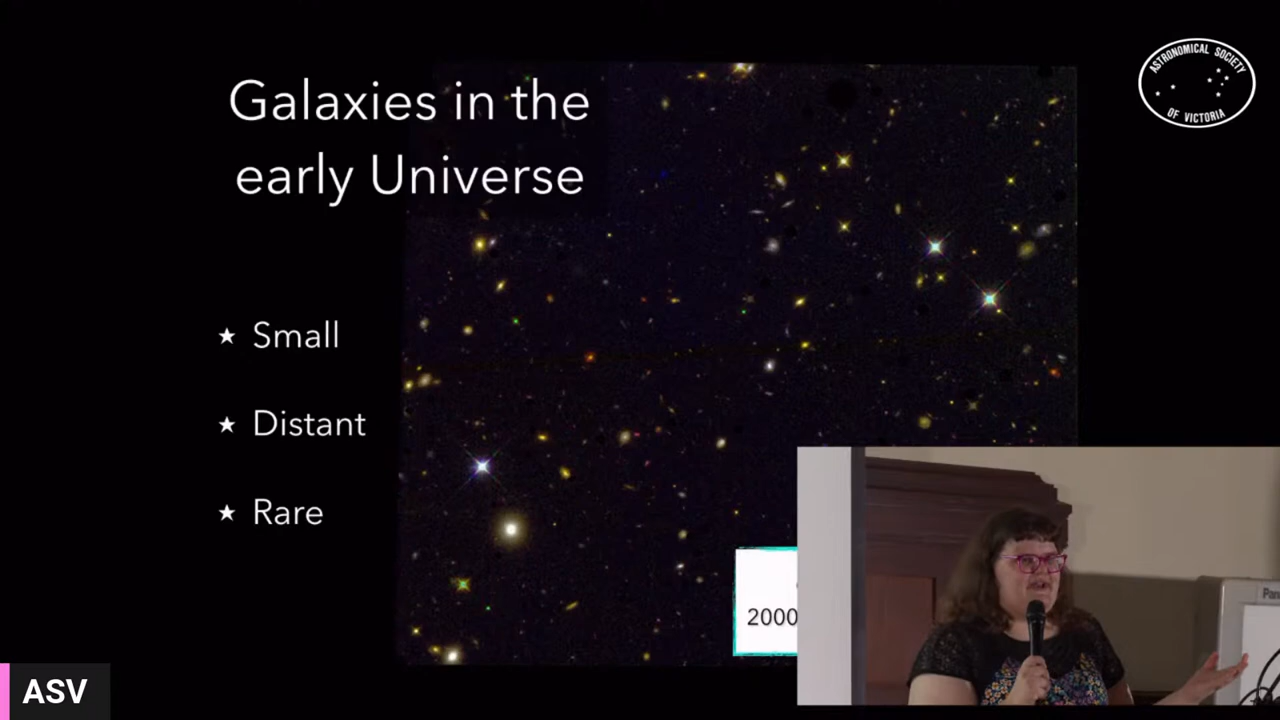 Galaxies in the
early Universe
ASTRONOMICAL SOCIETY
OF VICTORIA
★ Small
★ Distant
★ Rare
2000
ASV